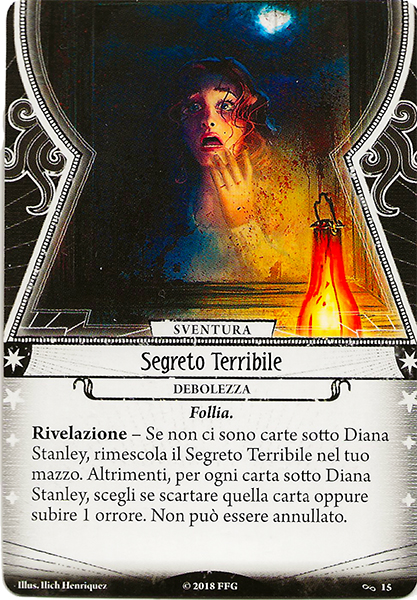 SVENTURA
Segreto Terribile
DEBOLEZZA
Follia.
Rivelazione – Se non ci sono carte sotto Diana
Stanley, rimescola il Segreto Terribile nel tuo
mazzo. Altrimenti, per ogni carta sotto Diana
Stanley, scegli se scartare quella carta oppure
subire 1 orrore. Non può essere annullato.
Illus. Ilich Henriquez © 2018 FFG 15